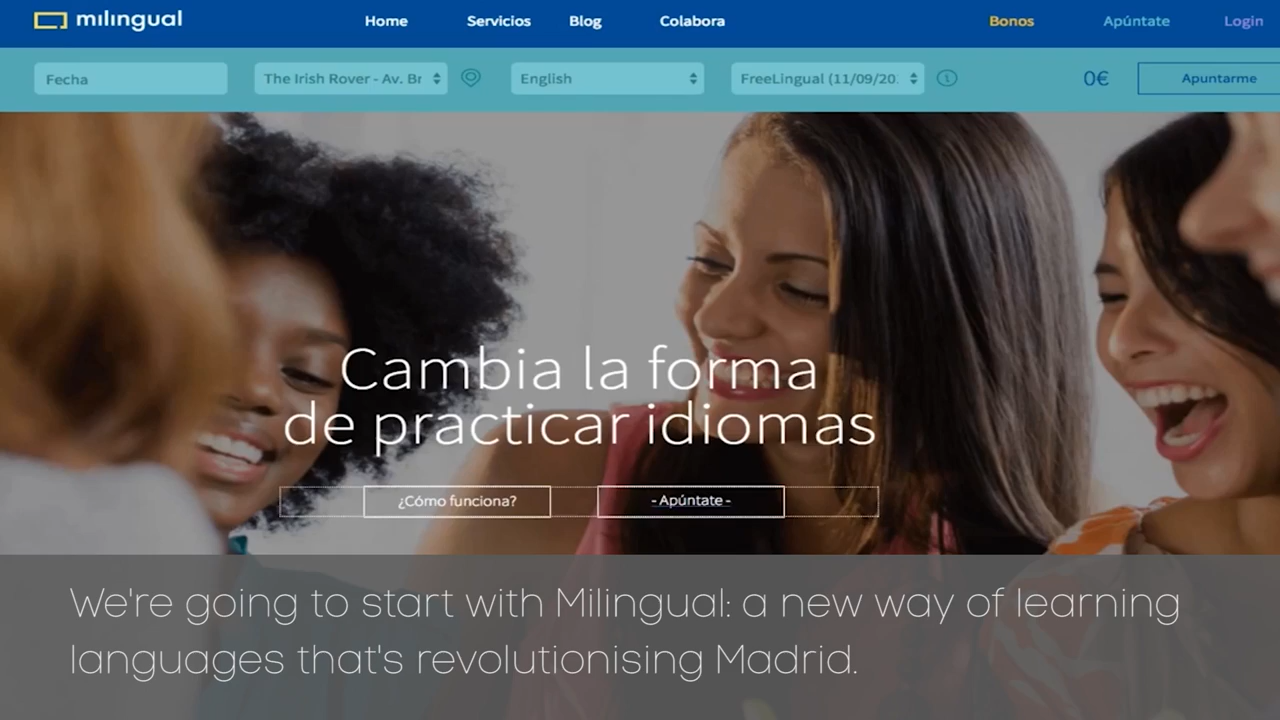 milingual
Home
Servicios
Blog
Colabora
Bonos
Apúntate
Login
Fecha
The Irish Rover - Av. Br
English
FreeLingual (11/09/20
0€
Apuntarme
Cambia la forma
de practicar idiomas
¿Cómo funciona?
- Apúntate -
We're going to start with Milingual: a new way of learning
languages that's revolutionising Madrid.